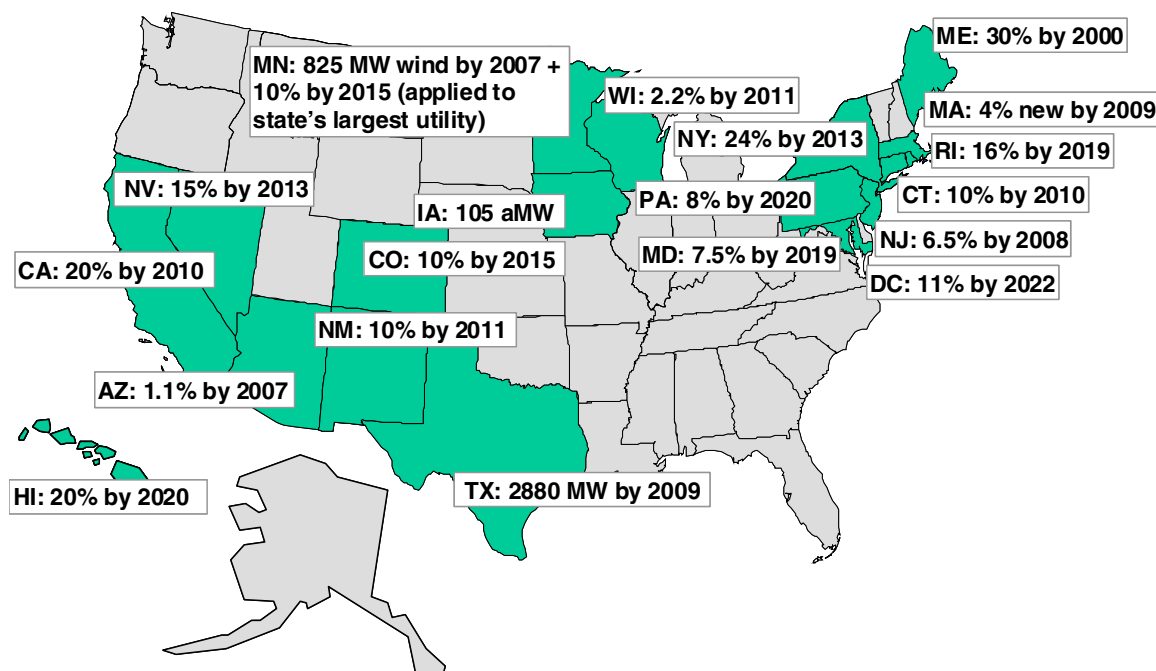 ME: 30% by 2000
MN: 825 MW wind by 2007 +
10% by 2015 (applied to
state's largest utility)
WI: 2.2% by 2011
MA: 4% new by 2009
NY: 24% by 2013
RI: 16% by 2019
NV: 15% by 2013
CT: 10% by 2010
IA: 105 aMW
PA: 8% by 2020
NJ: 6.5% by 2008
CA: 20% by 2010
CO: 10% by 2015
MD: 7.5% by 2019
DC: 11% by 2022
NM: 10% by 2011
AZ: 1.1% by 2007
HI: 20% by 2020
TX: 2880 MW by 2009